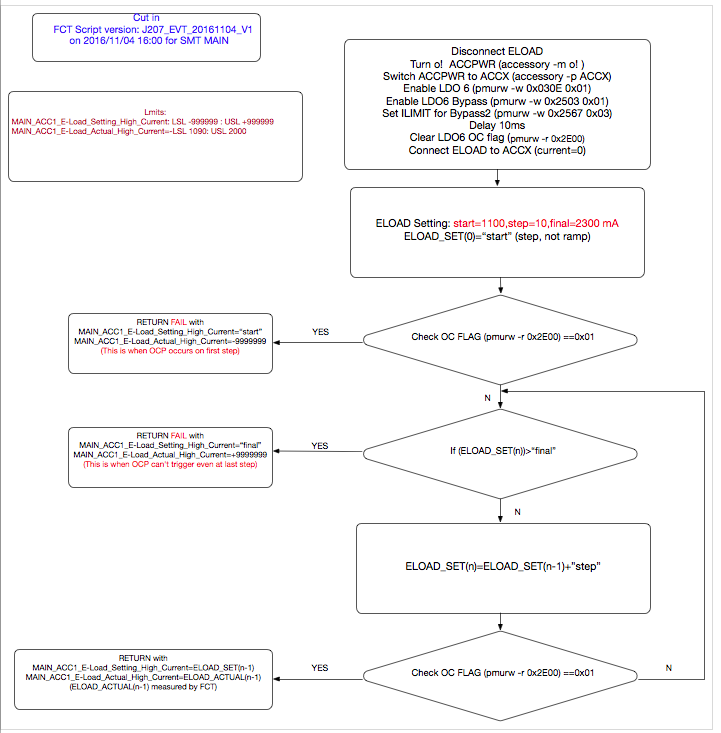 Cut in
FCT Script version: J207_EVT_20161104_V1
on 2016/11/04 16:00 for SMT MAIN
Lmits:
MAIN_ACC1_E-Load_Setting_High_Current: LSL -999999 : USL +999999
MAIN_ACC1_E-Load_Actual_High_Current=-LSL 1090: USL 2000
Disconnect ELOAD
Turn o! ACCPWR (accessory -m o! )
Switch ACCPWR to ACCX (accessory -p ACCX)
Enable LDO 6 (pmurw -w 0x030E 0x01)
Enable LDO6 Bypass (pmurw -w 0x2503 0x01)
Set ILIMIT for Bypass2 (pmurw -w 0x2567 0x03)
Delay 10ms
Clear LDO6 OC flag (pmurw -r 0x2E00)
Connect ELOAD to ACCX (current=0)
ELOAD Setting: start=1100,step=10,final=2300 mA
ELOAD_SET(0)=“start” (step, not ramp)
Check OC FLAG (pmurw -r 0x2E00) ==0x01
YES
RETURN FAIL with
MAIN_ACC1_E-Load_Setting_High_Current=“start”
MAIN_ACC1_E-Load_Actual_High_Current=-9999999
(This is when OCP occurs on first step)
N
If (ELOAD_SET(n))>“final”
YES
RETURN FAIL with
MAIN_ACC1_E-Load_Setting_High_Current=“final”
MAIN_ACC1_E-Load_Actual_High_Current=+9999999
(This is when OCP can’t trigger even at last step)
N
ELOAD_SET(n)=ELOAD_SET(n-1)+”step”
Check OC FLAG (pmurw -r 0x2E00) ==0x01
YES
N
RETURN with
MAIN_ACC1_E-Load_Setting_High_Current=ELOAD_SET(n-1)
MAIN_ACC1_E-Load_Actual_High_Current=ELOAD_ACTUAL(n-1)
(ELOAD_ACTUAL(n-1) measured by FCT)